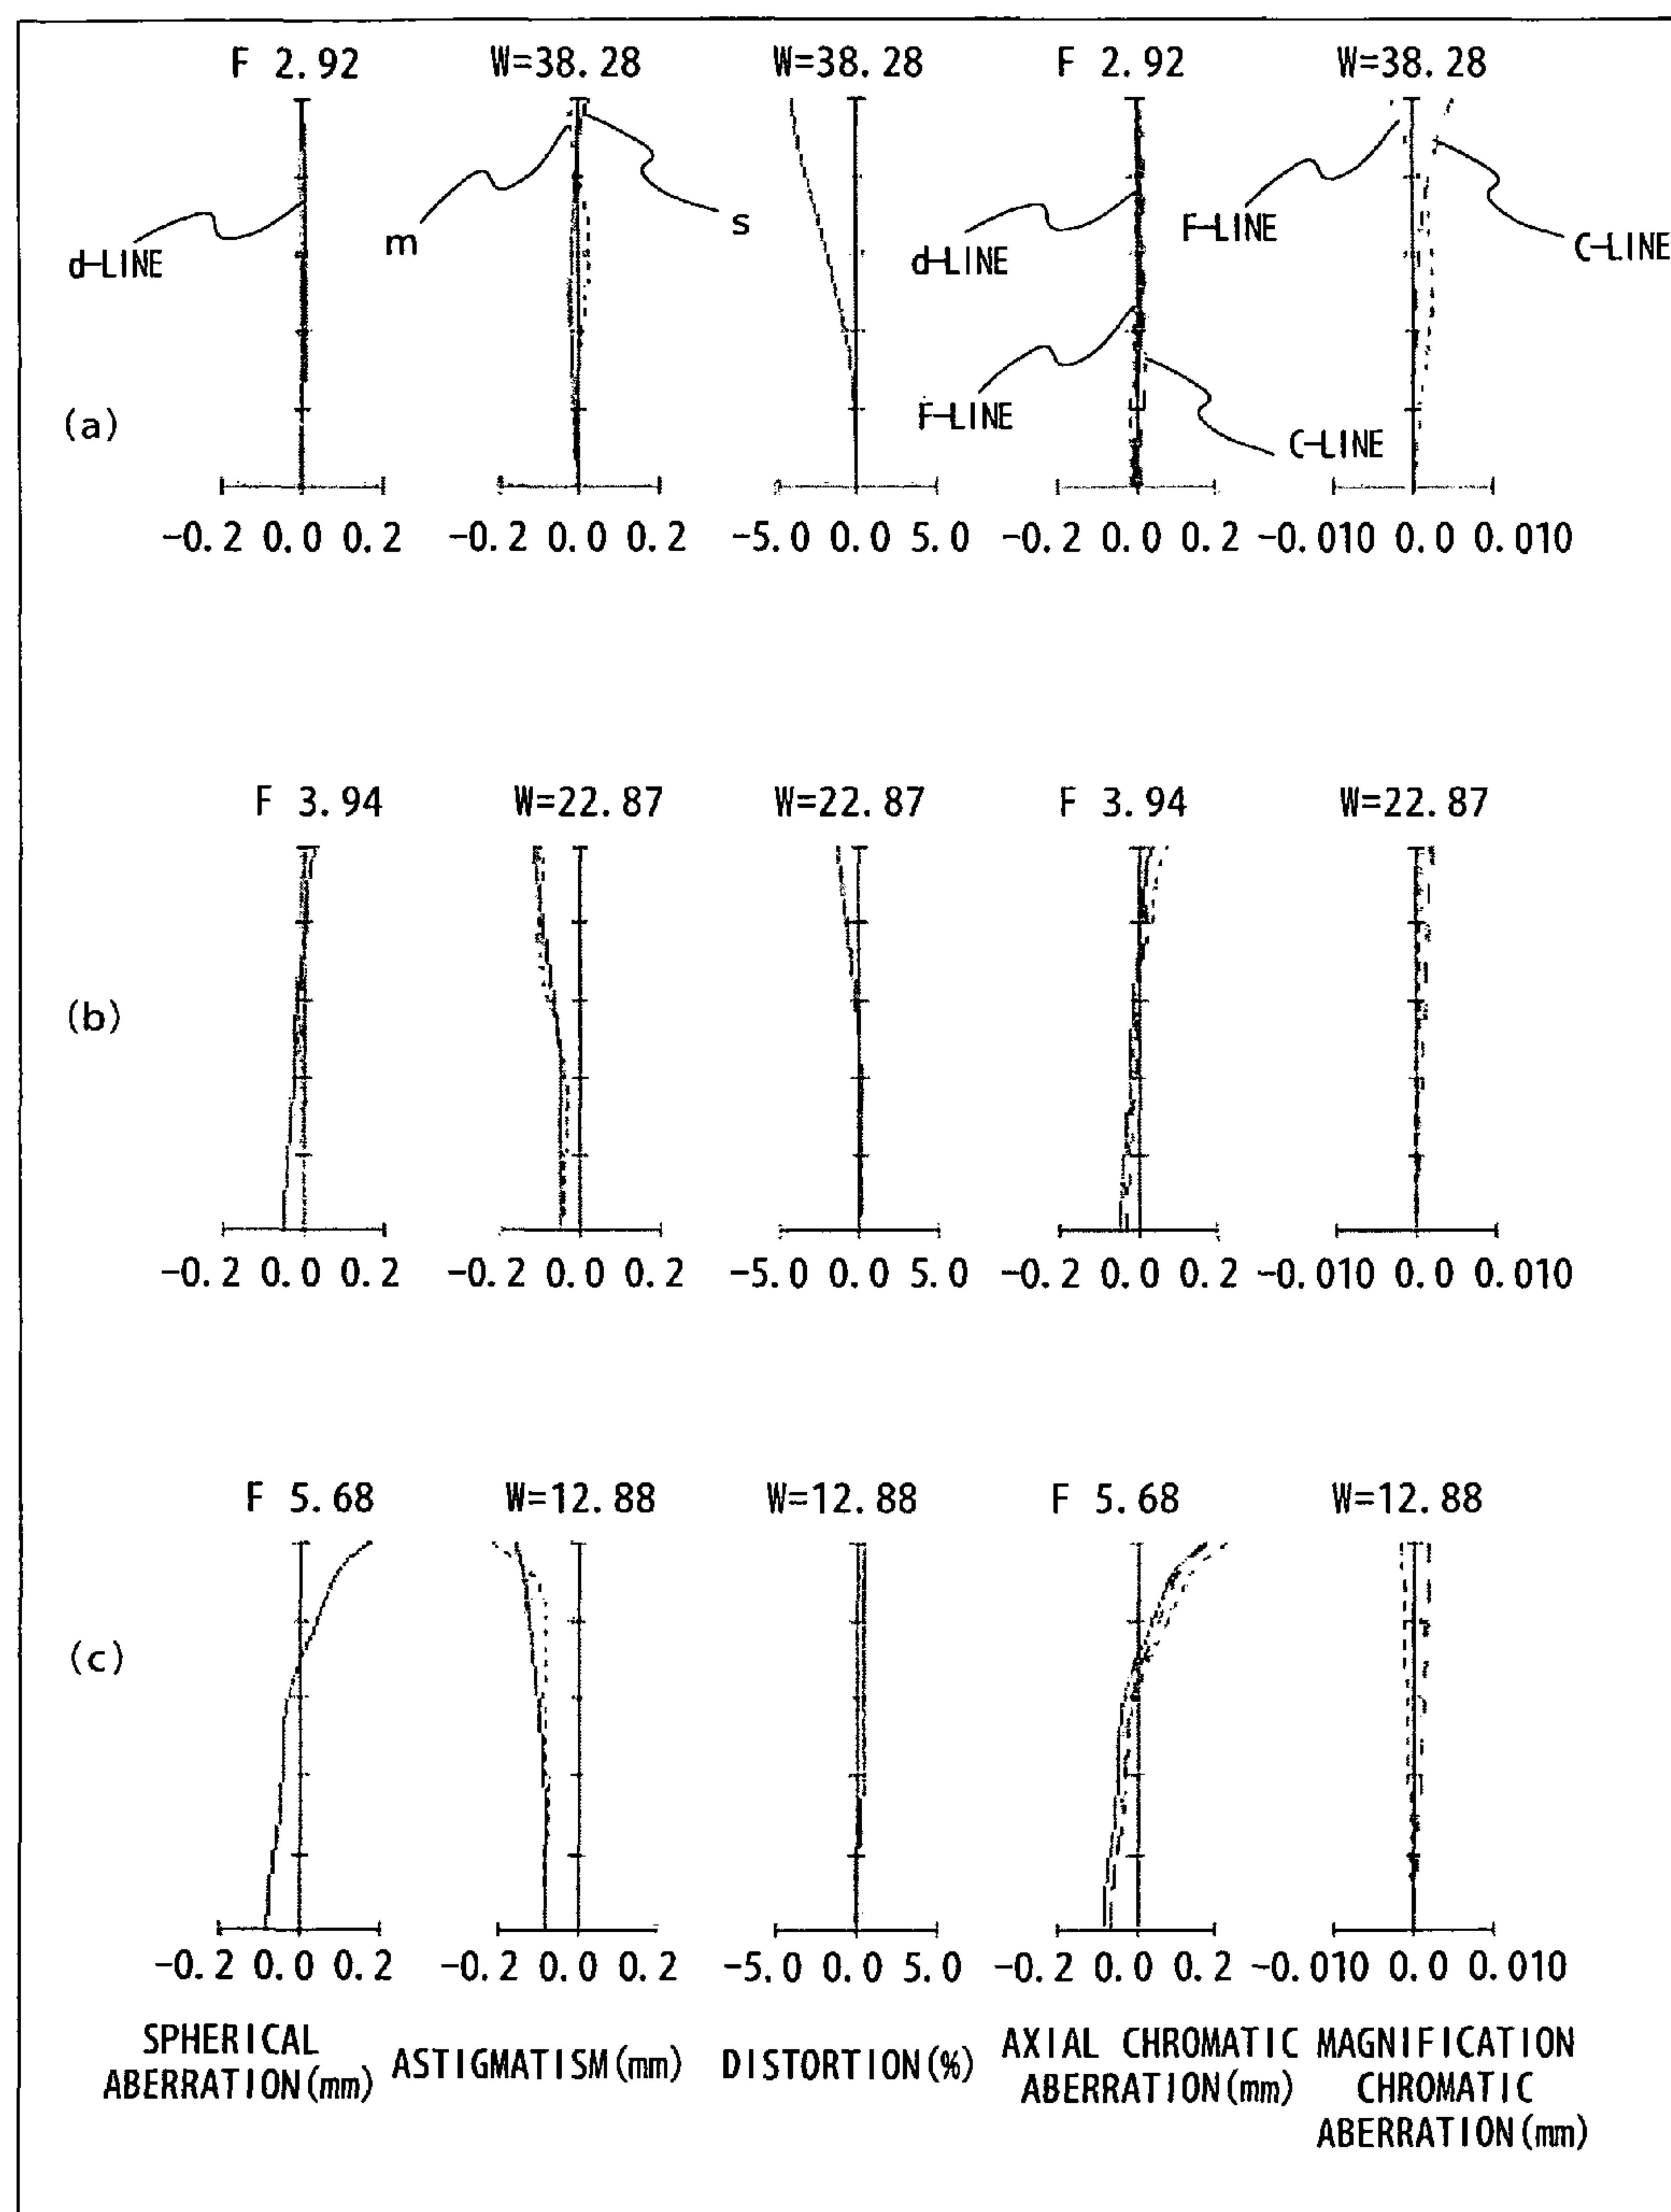 F 2.92 W=38.28 W=38.28 F 2.92 W=38.28
d-LINE m s d-LINE F-LINE C-LINE
F-LINE C-LINE
(a)
-0.2 0.0 0.2 -0.2 0.0 0.2 -5.0 0.0 5.0 -0.2 0.0 0.2 -0.010 0.0 0.010
F 3.94 W=22.87 W=22.87 F 3.94 W=22.87
(b)
-0.2 0.0 0.2 -0.2 0.0 0.2 -5.0 0.0 5.0 -0.2 0.0 0.2 -0.010 0.0 0.010
F 5.68 W=12.88 W=12.88 F 5.68 W=12.88
(c)
-0.2 0.0 0.2 -0.2 0.0 0.2 -5.0 0.0 5.0 -0.2 0.0 0.2 -0.010 0.0 0.010
SPHERICAL
ABERRATION(mm)
ASTIGMATISM(mm)
DISTORTION(%)
AXIAL CHROMATIC
ABERRATION(mm)
MAGNIFICATION
CHROMATIC
ABERRATION(mm)